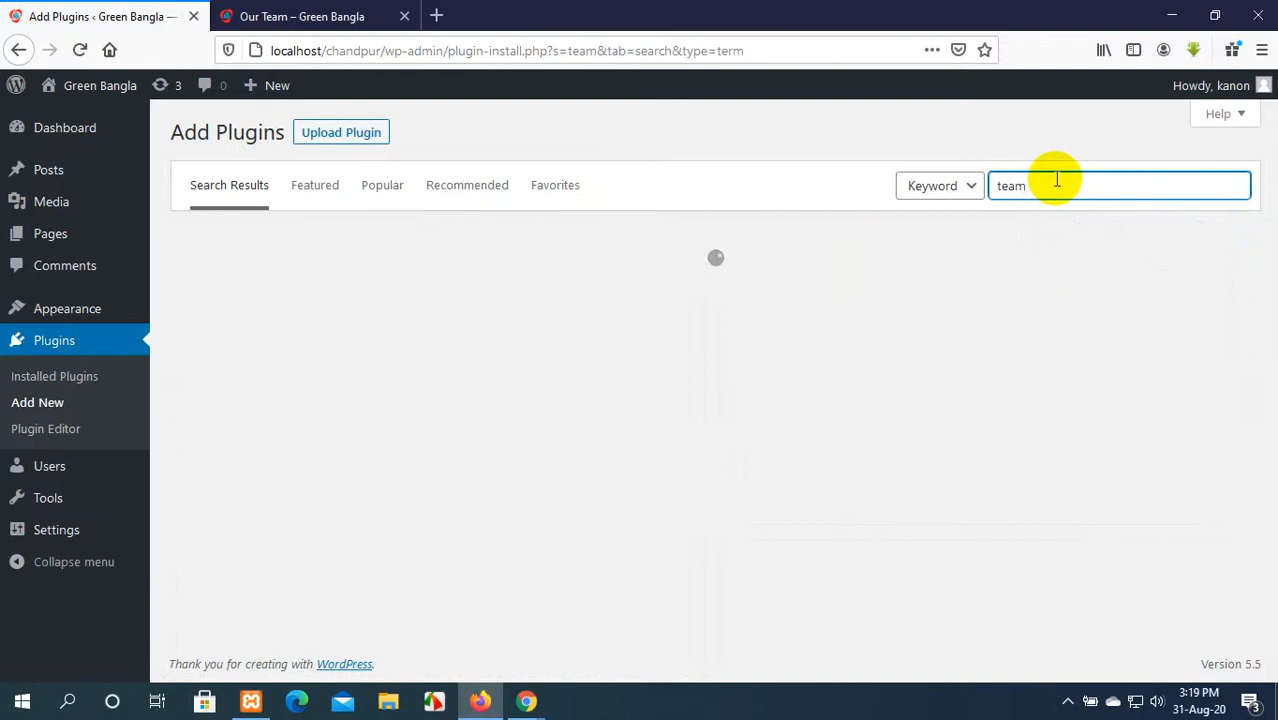 Add Plugins ‹ Green Bangla —
Our Team – Green Bangla
localhost/chandpur/wp-admin/plugin-install.php?s=team&tab=search&type=term
Green Bangla
3
0
New
Howdy, kanon
Dashboard
Posts
Media
Pages
Comments
Appearance
Plugins
Installed Plugins
Add New
Plugin Editor
Users
Tools
Settings
Collapse menu
Help
Add Plugins
Upload Plugin
Search Results
Featured
Popular
Recommended
Favorites
Keyword
team
Thank you for creating with WordPress.
Version 5.5
3:19 PM
31-Aug-20
3